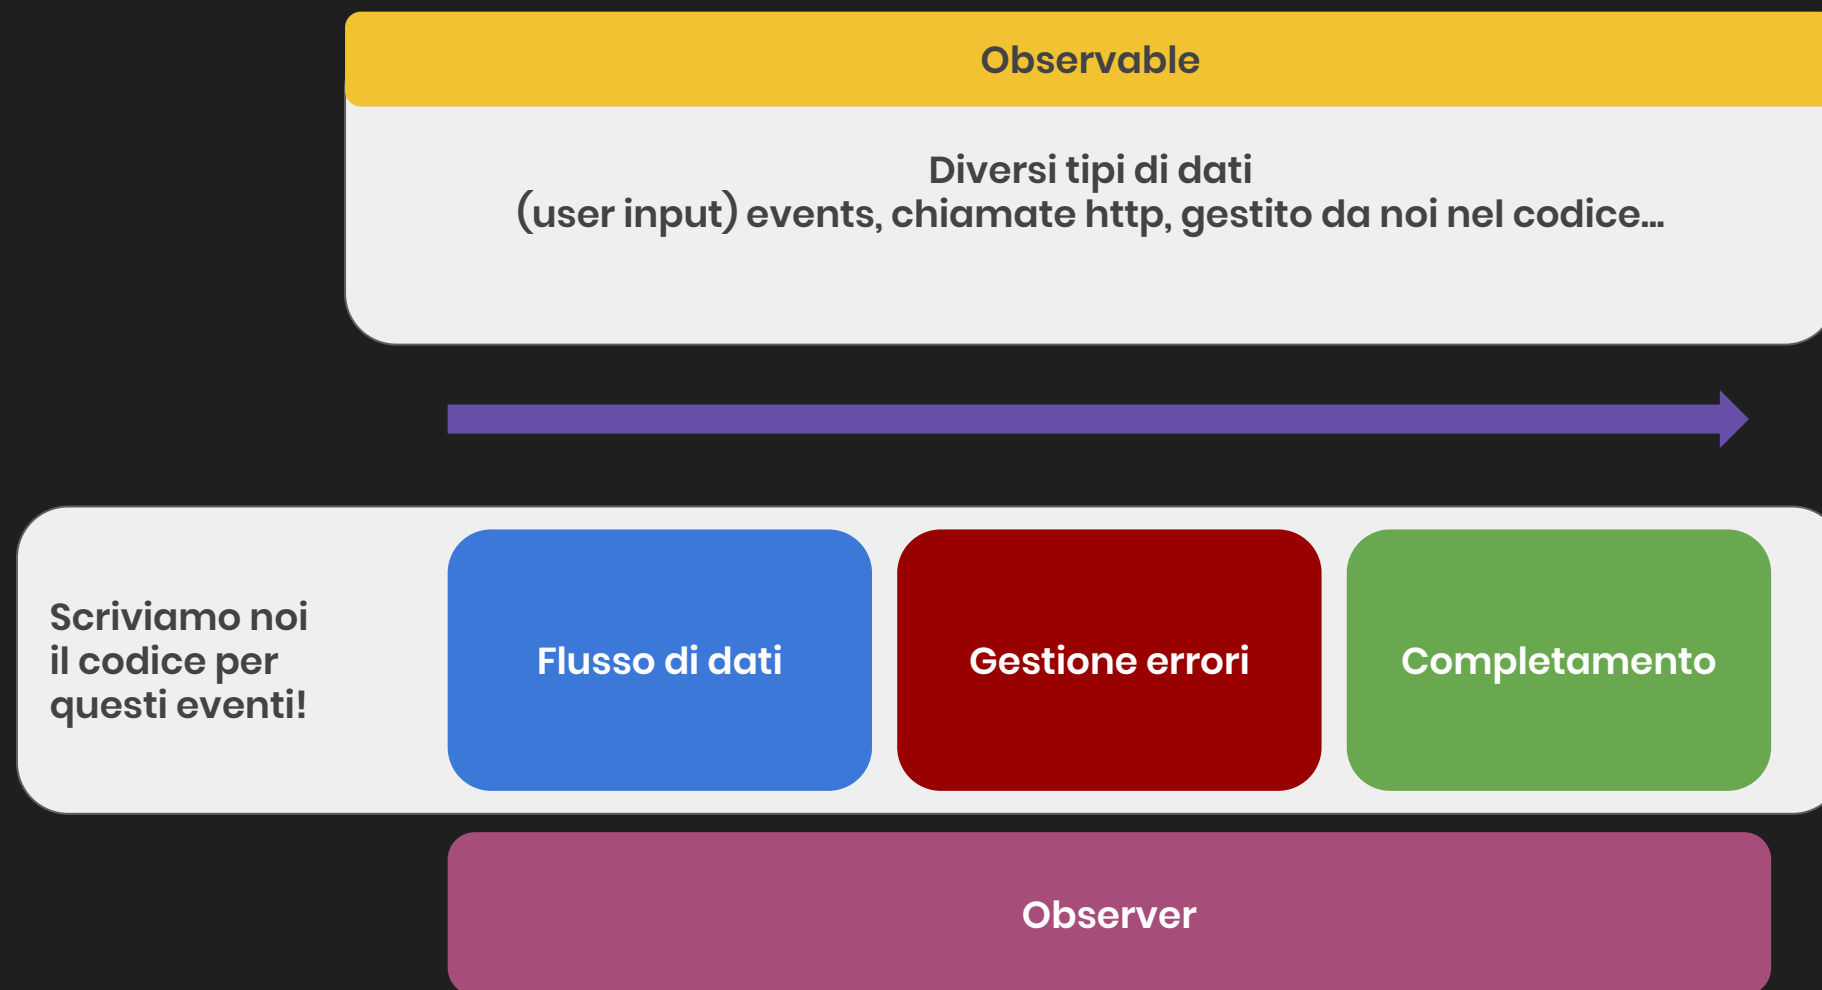 Observable
Diversi tipi di dati
(user input) events, chiamate http, gestito da noi nel codice...
Scriviamo noi
il codice per
questi eventi!
Flusso di dati
Gestione errori
Completamento
Observer